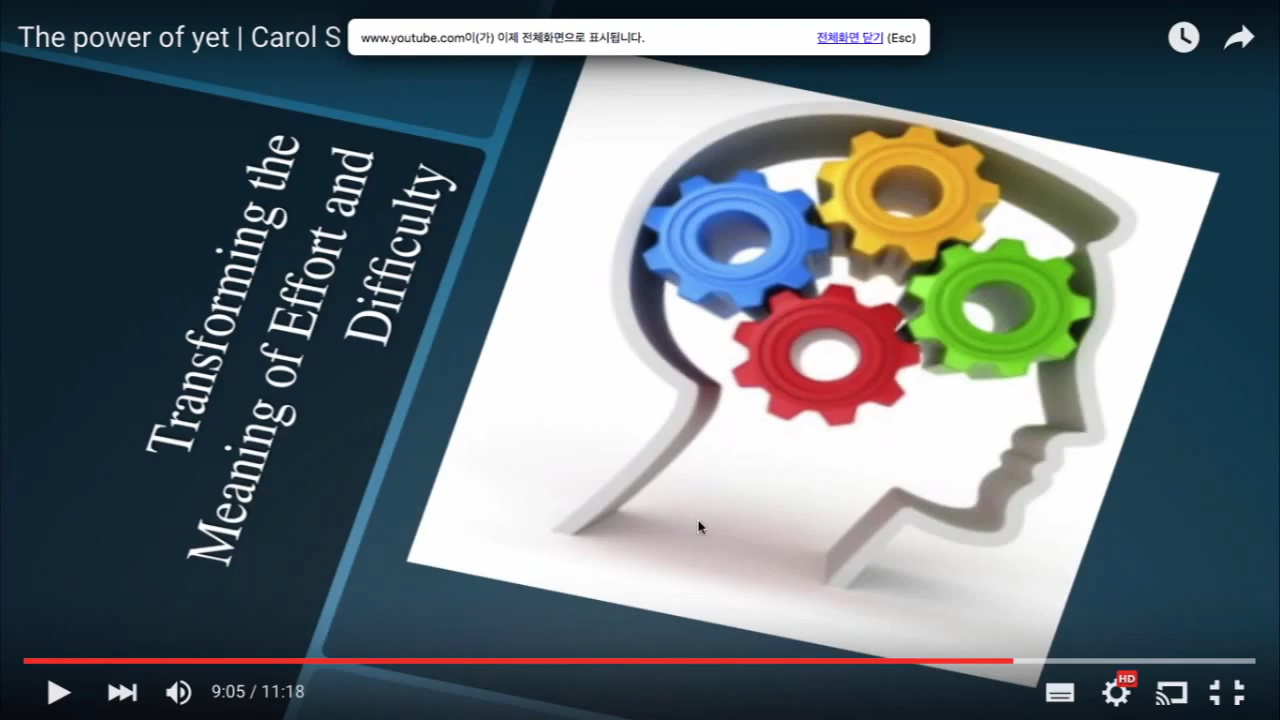 The power of yet | Carol S
www.youtube.com이(가) 이제 전체화면으로 표시됩니다.
전체화면 닫기 (Esc)
Transforming the
Meaning of Effort and
Difficulty
9:05 / 11:18
HD